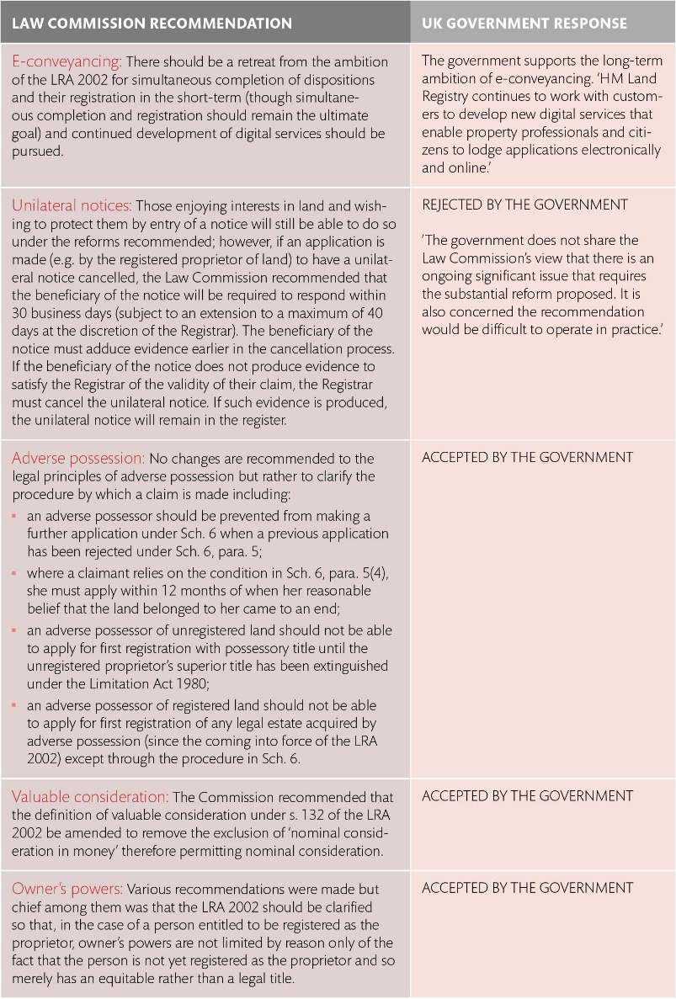 LAW COMMISSION RECOMMENDATION
UK GOVERNMENT RESPONSE
E-conveyancing: There should be a retreat from the ambition
of the LRA 2002 for simultaneous completion of dispositions
and their registration in the short-term (though simultane-
ous completion and registration should remain the ultimate
goal) and continued development of digital services should be
pursued.
The government supports the long-term
ambition of e-conveyancing. ‘HM Land
Registry continues to work with custom-
ers to develop new digital services that
enable property professionals and citi-
zens to lodge applications electronically
and online.’
Unilateral notices: Those enjoying interests in land and wish-
ing to protect them by entry of a notice will still be able to do so
under the reforms recommended; however, if an application is
made (e.g. by the registered proprietor of land) to have a unilat-
eral notice cancelled, the Law Commission recommended that
the beneficiary of the notice will be required to respond within
30 business days (subject to an extension to a maximum of 40
days at the discretion of the Registrar). The beneficiary of the
notice must adduce evidence earlier in the cancellation process.
If the beneficiary of the notice does not produce evidence to
satisfy the Registrar of the validity of their claim, the Registrar
must cancel the unilateral notice. If such evidence is produced,
the unilateral notice will remain in the register.
REJECTED BY THE GOVERNMENT
‘The government does not share the
Law Commission’s view that there is an
ongoing significant issue that requires
the substantial reform proposed. It is
also concerned the recommendation
would be difficult to operate in practice.’
Adverse possession: No changes are recommended to the
legal principles of adverse possession but rather to clarify the
procedure by which a claim is made including:
▪ an adverse possessor should be prevented from making a
further application under Sch. 6 when a previous application
has been rejected under Sch. 6, para. 5;
▪ where a claimant relies on the condition in Sch. 6, para. 5(4),
she must apply within 12 months of when her reasonable
belief that the land belonged to her came to an end;
▪ an adverse possessor of unregistered land should not be able
to apply for first registration with possessory title until the
unregistered proprietor’s superior title has been extinguished
under the Limitation Act 1980;
▪ an adverse possessor of registered land should not be able
to apply for first registration of any legal estate acquired by
adverse possession (since the coming into force of the LRA
2002) except through the procedure in Sch. 6.
ACCEPTED BY THE GOVERNMENT
Valuable consideration: The Commission recommended that
the definition of valuable consideration under s. 132 of the LRA
2002 be amended to remove the exclusion of ‘nominal consid-
eration in money’ therefore permitting nominal consideration.
ACCEPTED BY THE GOVERNMENT
Owner’s powers: Various recommendations were made but
chief among them was that the LRA 2002 should be clarified
so that, in the case of a person entitled to be registered as the
proprietor, owner’s powers are not limited by reason only of the
fact that the person is not yet registered as the proprietor and so
merely has an equitable rather than a legal title.
ACCEPTED BY THE GOVERNMENT